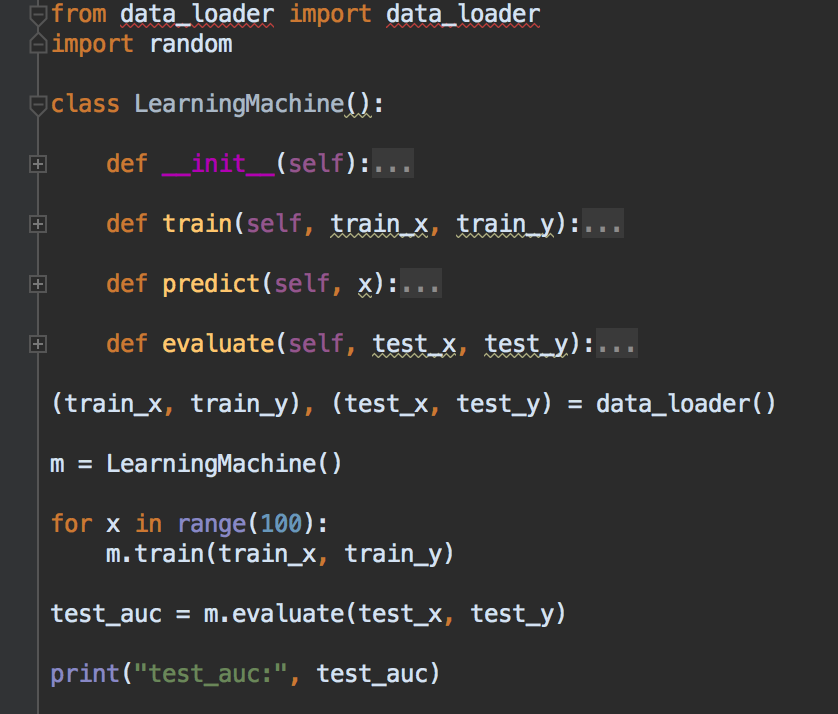 from data_loader import data_loader
import random
class LearningMachine():
def __init__(self):...
def train(self, train_x, train_y):...
def predict(self, x):...
def evaluate(self, test_x, test_y):...
(train_x, train_y), (test_x, test_y) = data_loader()
m = LearningMachine()
for x in range(100):
m.train(train_x, train_y)
test_auc = m.evaluate(test_x, test_y)
print("test_auc:", test_auc)